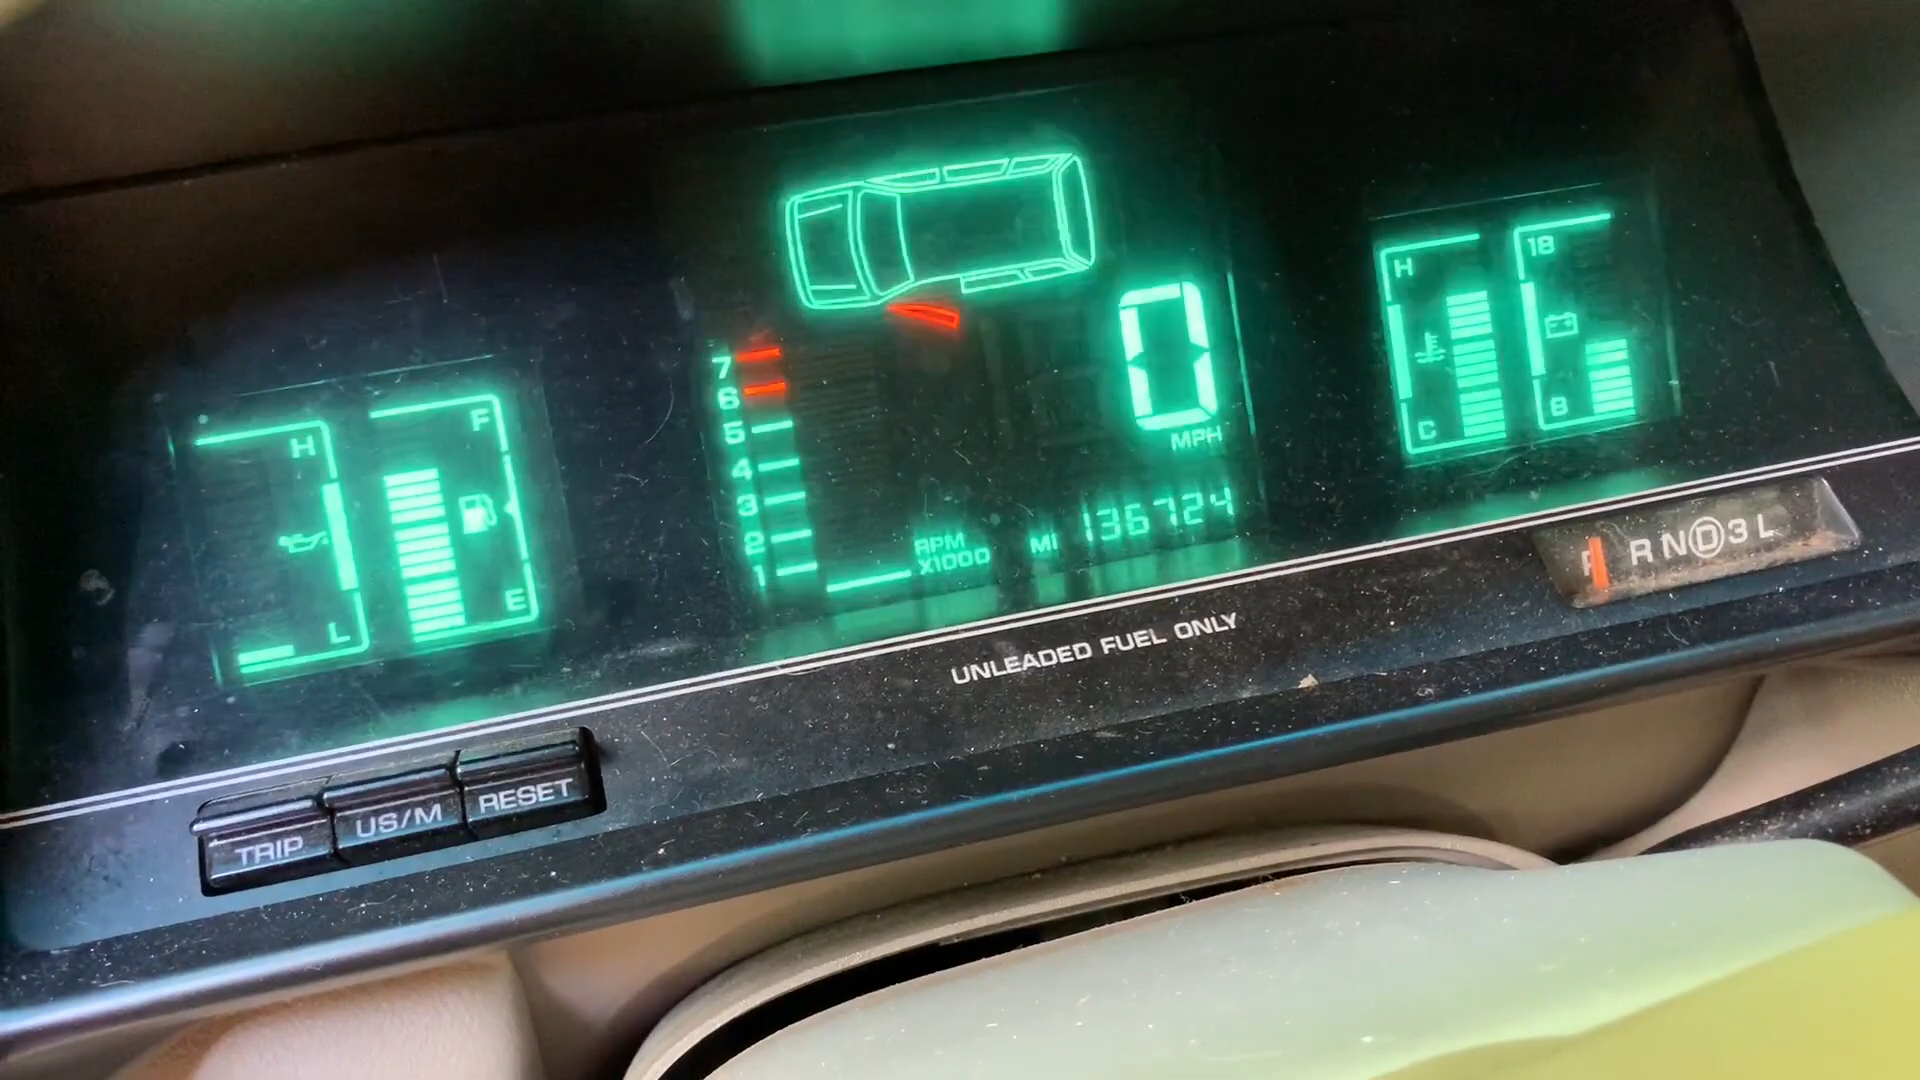 H
L
F
E
7
6
5
4
3
2
1
RPM
X1000
0
MPH
MI 136724
H
C
18
8
P R N D 3 L
UNLEADED FUEL ONLY
TRIP US/M RESET